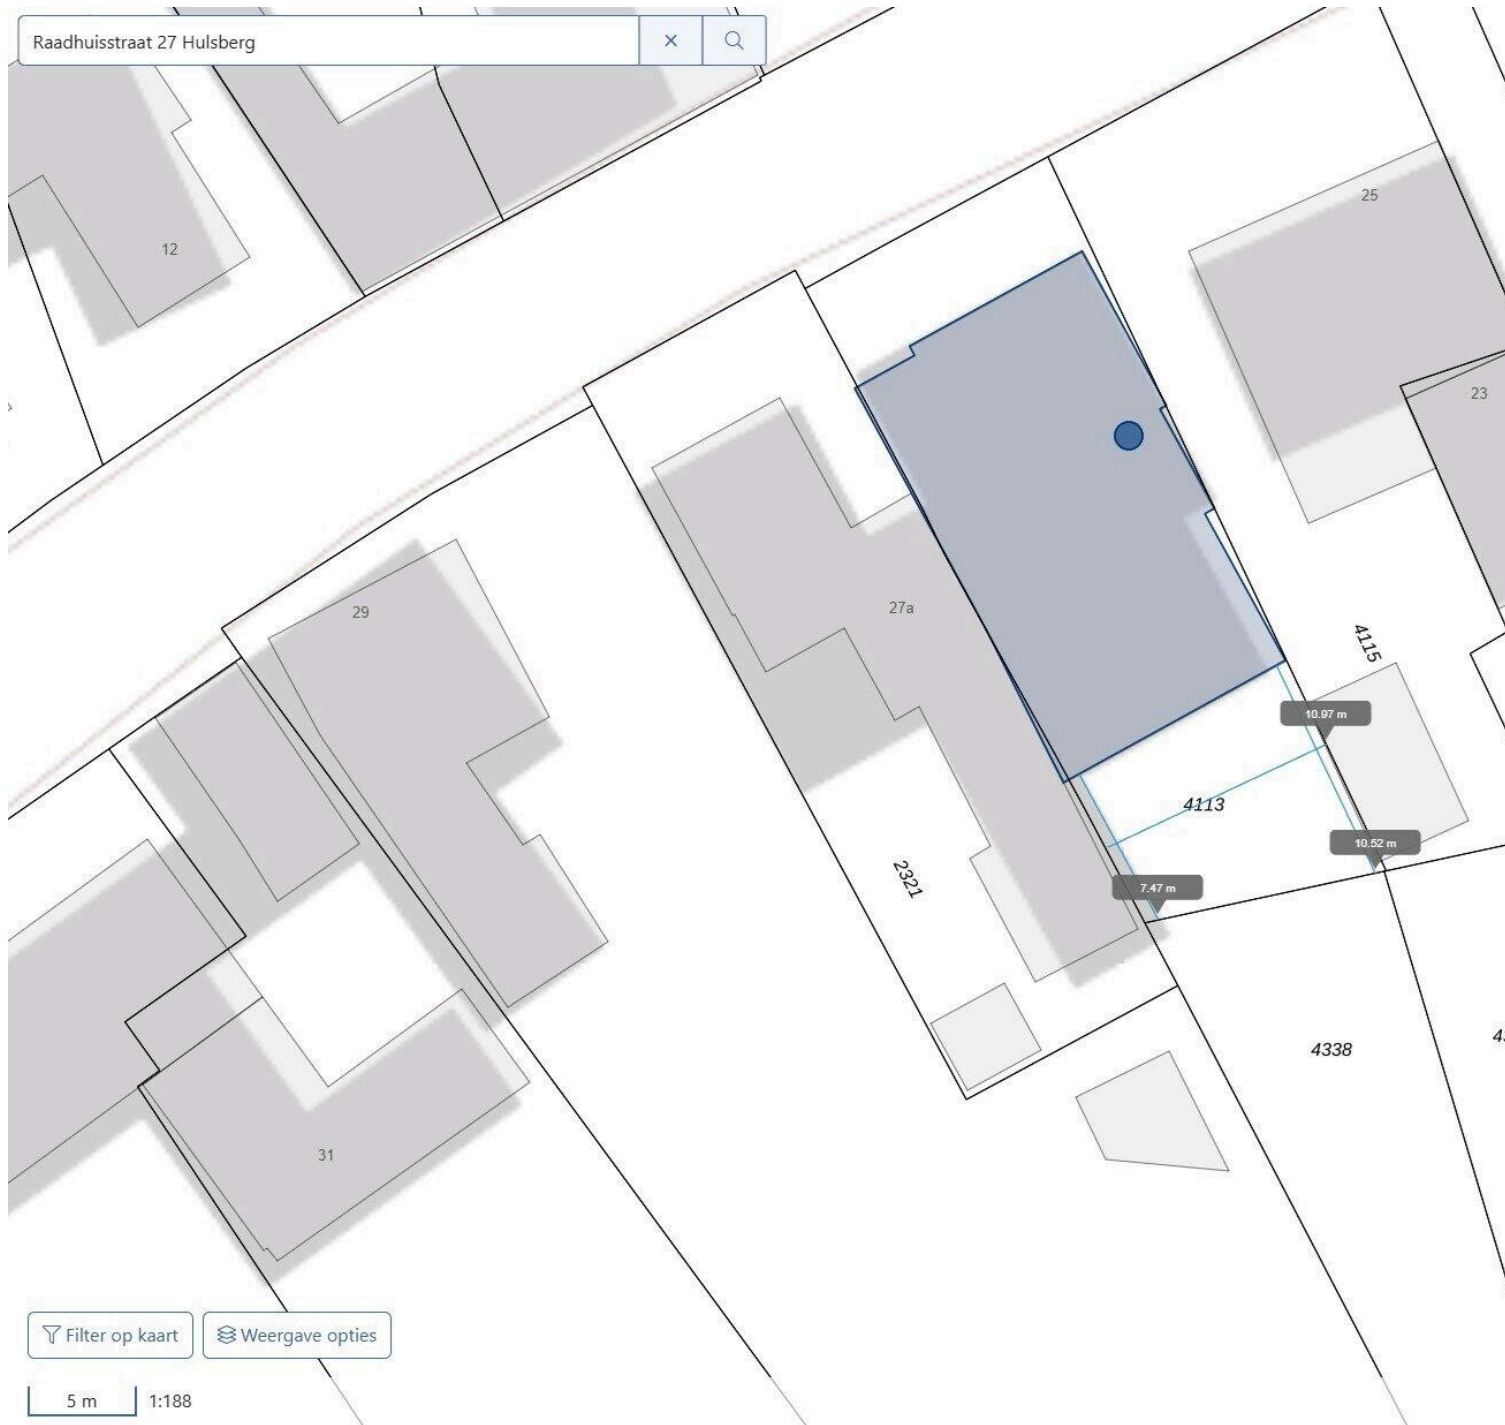 Raadhuisstraat 27 Hulsberg
25
12
23
29
27a
4115
10.97 m
4113
10.52 m
7.47 m
2321
4338
31
Filter op kaart
Weergave opties
5 m
1:188